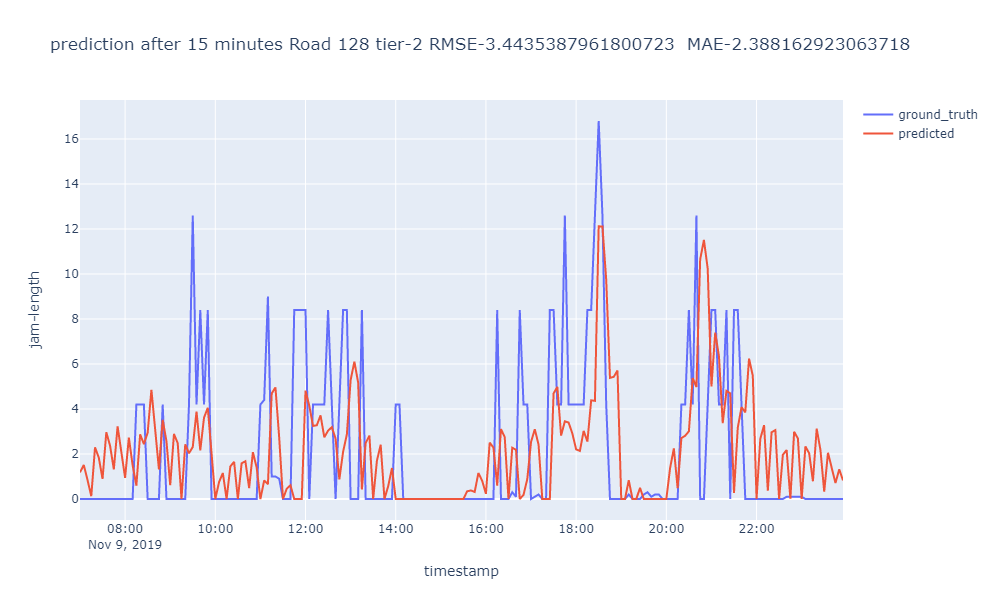 prediction after 15 minutes Road 128 tier-2 RMSE-3.4435387961800723  MAE-2.388162923063718
ground_truth
predicted
16
14
12
10
8
6
4
2
0
jam-length
08:00 10:00 12:00 14:00 16:00 18:00 20:00 22:00
Nov 9, 2019
timestamp